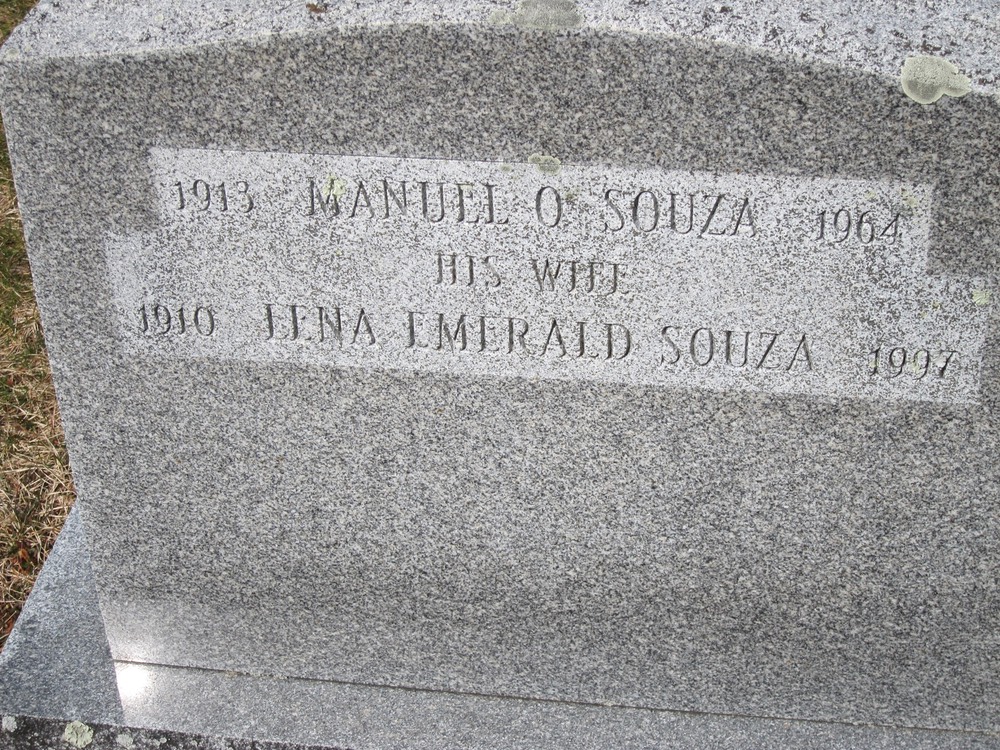 1913 MANUEL O SOUZA 1964
HIS WIFE
1910 LENA EMERALD SOUZA 1997